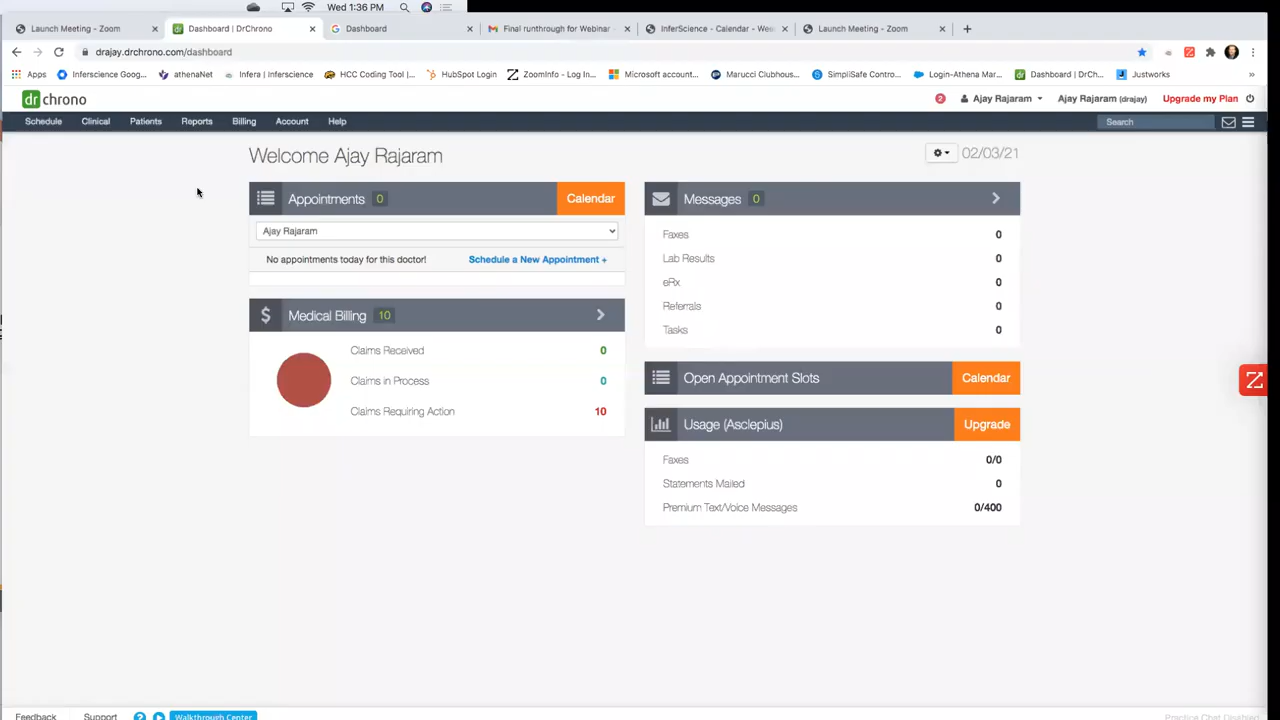 Wed 1:36 PM
Launch Meeting - Zoom
Dashboard | DrChrono
Dashboard
Final runthrough for Webinar -
InferScience - Calendar - Wee
Launch Meeting - Zoom
drajay.drchrono.com/dashboard
Apps
Inferscience Goog...
athenaNet
Infera | Inferscience
HCC Coding Tool |...
HubSpot Login
ZoomInfo - Log In...
Microsoft account...
Marucci Clubhous...
SimpliSafe Contro...
Login-Athena Mar...
Dashboard | DrCh...
Justworks
»
dr chrono
2
Ajay Rajaram
Ajay Rajaram (drajay)
Upgrade my Plan
Schedule
Clinical
Patients
Reports
Billing
Account
Help
Search
Welcome Ajay Rajaram
02/03/21
Appointments 0
Calendar
Ajay Rajaram
No appointments today for this doctor!
Schedule a New Appointment +
$ Medical Billing 10
Claims Received 0
Claims in Process 0
Claims Requiring Action 10
Messages 0
Faxes 0
Lab Results 0
eRx 0
Referrals 0
Tasks 0
Open Appointment Slots
Calendar
Usage (Asclepius)
Upgrade
Faxes 0/0
Statements Mailed 0
Premium Text/Voice Messages 0/400
Feedback
Support
?
Walkthrough Center
Practice Chat Disabled